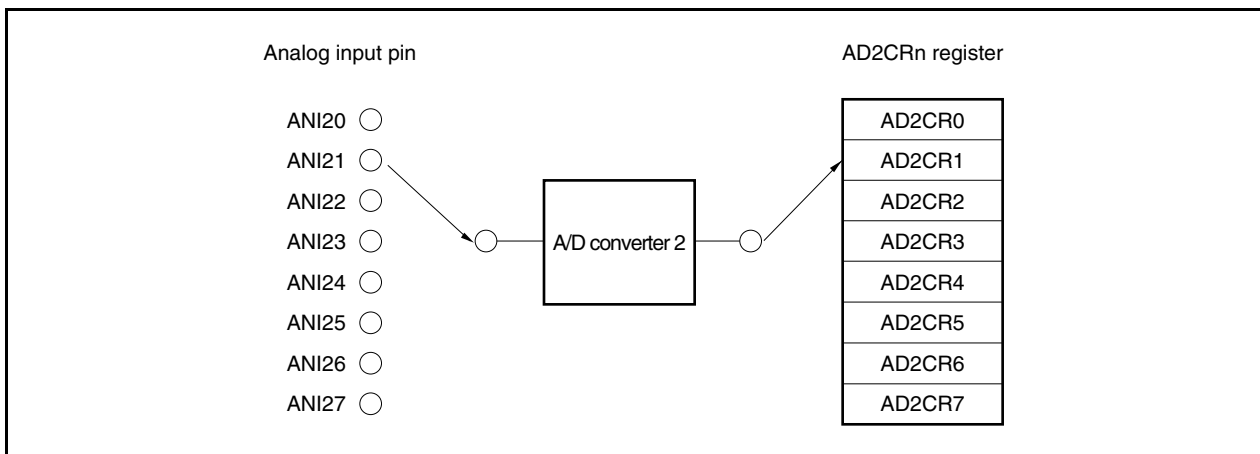 Analog input pin
AD2CRn register
ANI20
ANI21
ANI22
ANI23
ANI24
ANI25
ANI26
ANI27
A/D converter 2
AD2CR0
AD2CR1
AD2CR2
AD2CR3
AD2CR4
AD2CR5
AD2CR6
AD2CR7